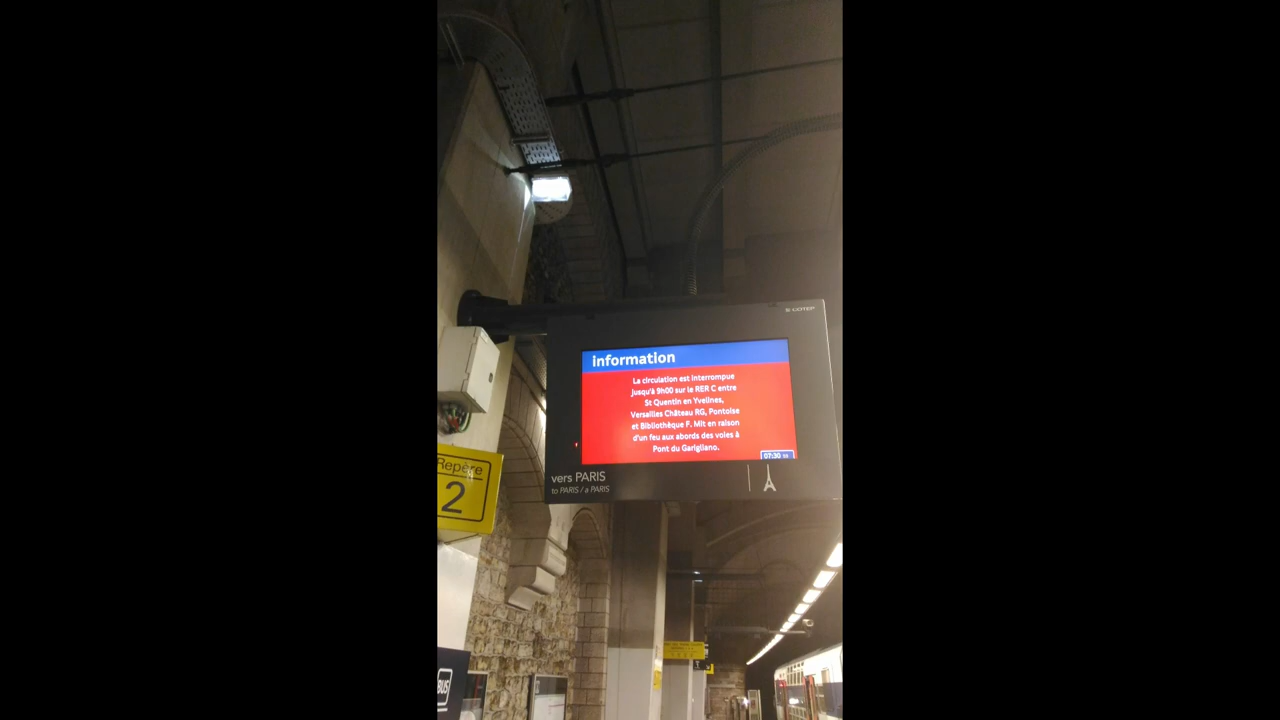 information
La circulation est interrompue
jusqu'à 9h00 sur le RER C entre
St Quentin en Yvelines,
Versailles Château RG, Pontoise
et Bibliothèque F. Mit en raison
d'un feu aux abords des voies à
Pont du Garigliano.
07:30
vers PARIS
to PARIS / a PARIS
Repère
2
BUS